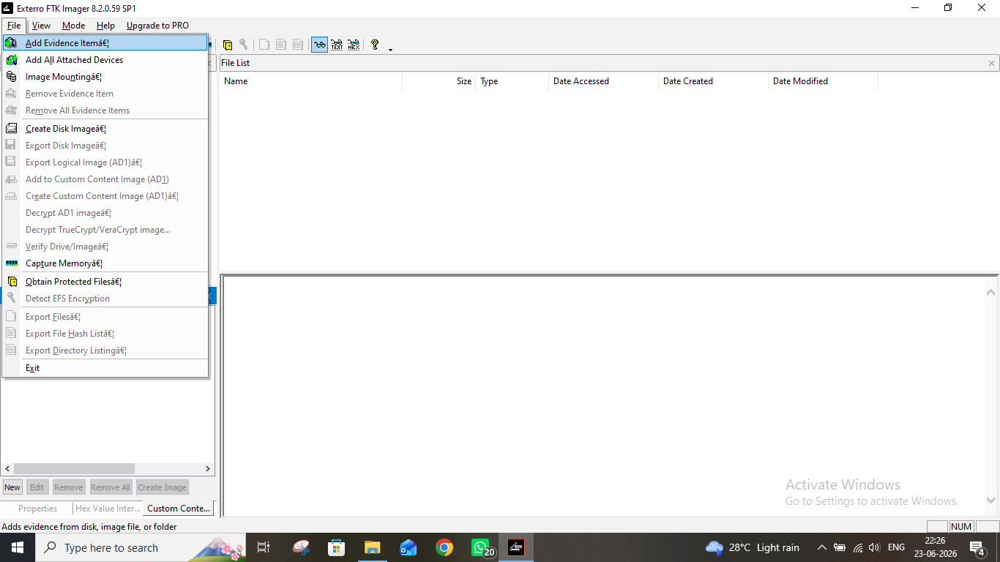 Exterro FTK Imager 8.2.0.59 SP1
File View Mode Help Upgrade to PRO
Add Evidence Itemâ€¦
Add All Attached Devices
Image Mountingâ€¦
Remove Evidence Item
Remove All Evidence Items
Create Disk Imageâ€¦
Export Disk Imageâ€¦
Export Logical Image (AD1)â€¦
Add to Custom Content Image (AD1)
Create Custom Content Image (AD1)â€¦
Decrypt AD1 imageâ€¦
Decrypt TrueCrypt/VeraCrypt image...
Verify Drive/Imageâ€¦
Capture Memoryâ€¦
Obtain Protected Filesâ€¦
Detect EFS Encryption
Export Filesâ€¦
Export File Hash Listâ€¦
DIR Export Directory Listingâ€¦
Exit
DIR TEXT HEX ?
File List
Name Size Type Date Accessed Date Created Date Modified
New Edit Remove Remove All Create Image
Properties Hex Value Inter... Custom Conte...
Activate Windows
Go to Settings to activate Windows.
Adds evidence from disk, image file, or folder
NUM
Type here to search
20
28°C Light rain
ENG
22:26
23-06-2026
4